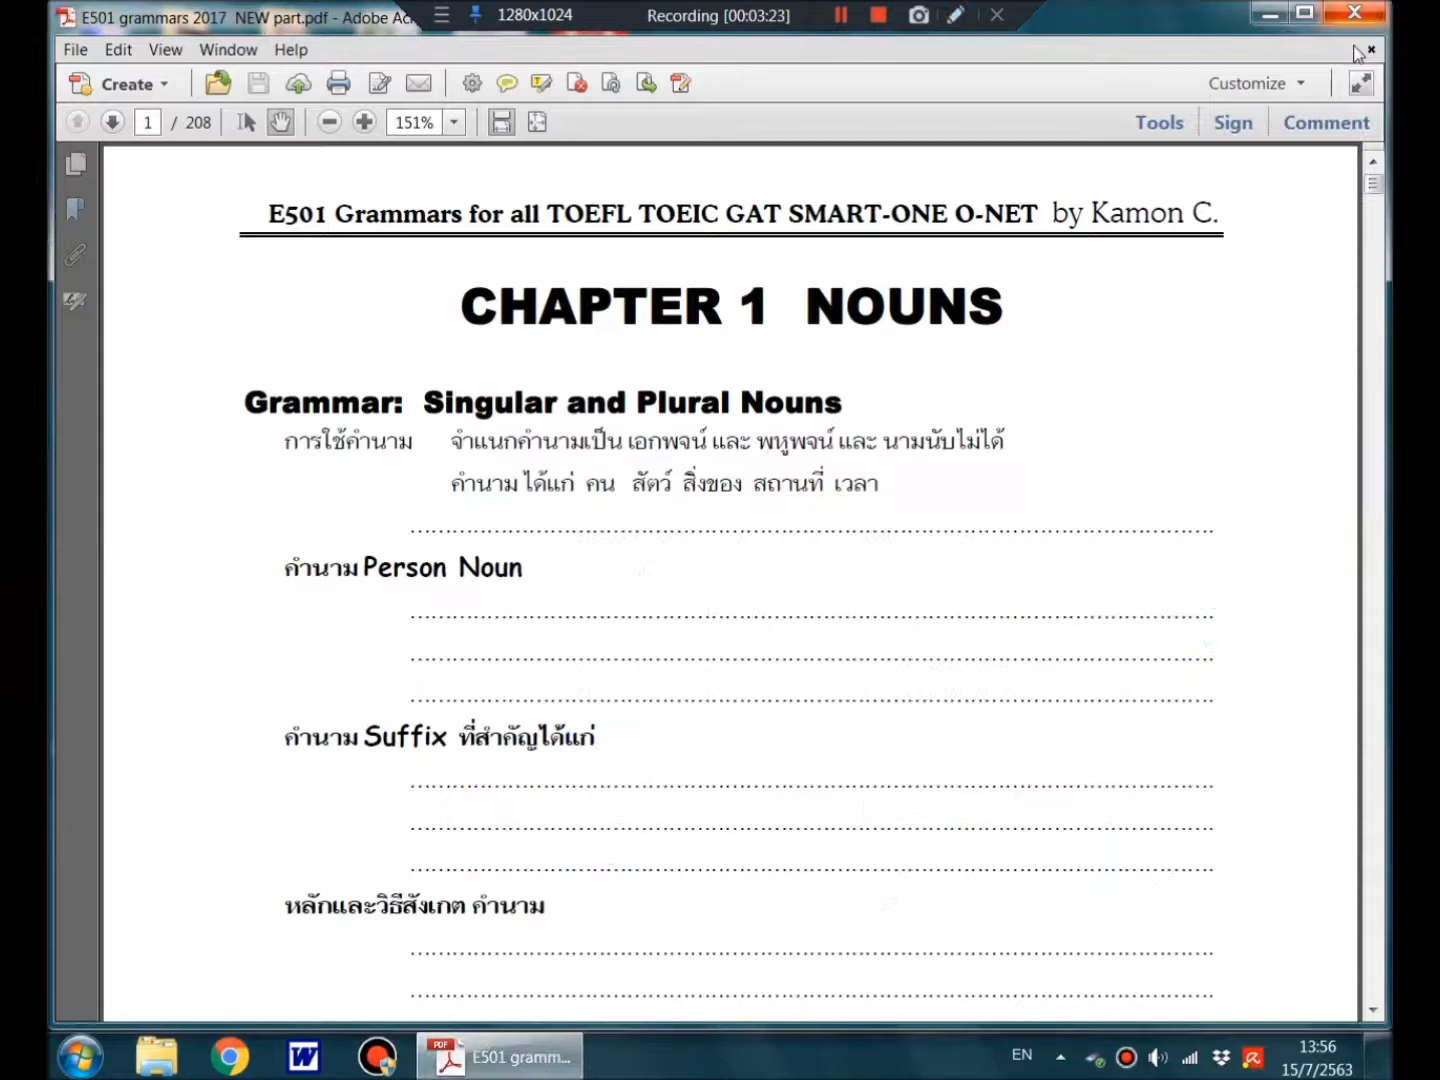 E501 grammars 2017 NEW part.pdf - Adobe Acr
1280x1024
Recording [00:03:23]
File Edit View Window Help
Create
Customize
1 / 208
151%
Tools Sign Comment
E501 Grammars for all TOEFL TOEIC GAT SMART-ONE O-NET by Kamon C.
CHAPTER 1 NOUNS
Grammar: Singular and Plural Nouns
การใช้คำนาม จำแนกคำนามเป็น เอกพจน์ และ พหูพจน์ และ นามนับไม่ได้
คำนาม ได้แก่ คน สัตว์ สิ่งของ สถานที่ เวลา
คำนาม Person Noun
คำนาม Suffix ที่สำคัญได้แก่
หลักและวิธีสังเกต คำนาม
E501 gramm...
EN
13:56
15/7/2563